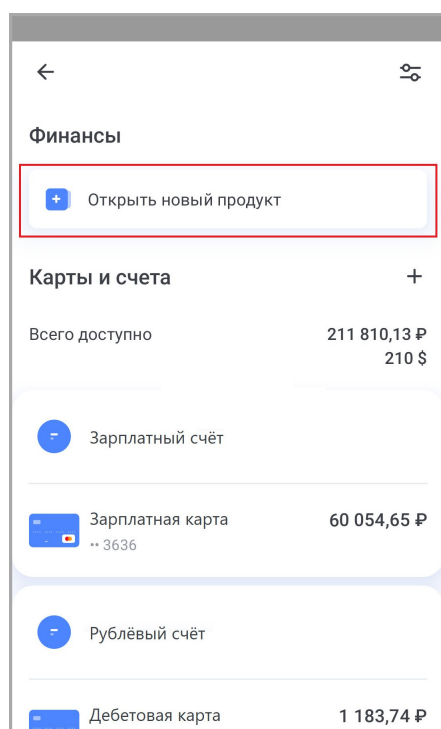 Финансы
Открыть новый продукт
Карты и счета +
Всего доступно 211 810,13 ₽
210 $
Зарплатный счёт
Зарплатная карта 60 054,65 ₽
•• 3636
Рублёвый счёт
Дебетовая карта 1 183,74 ₽